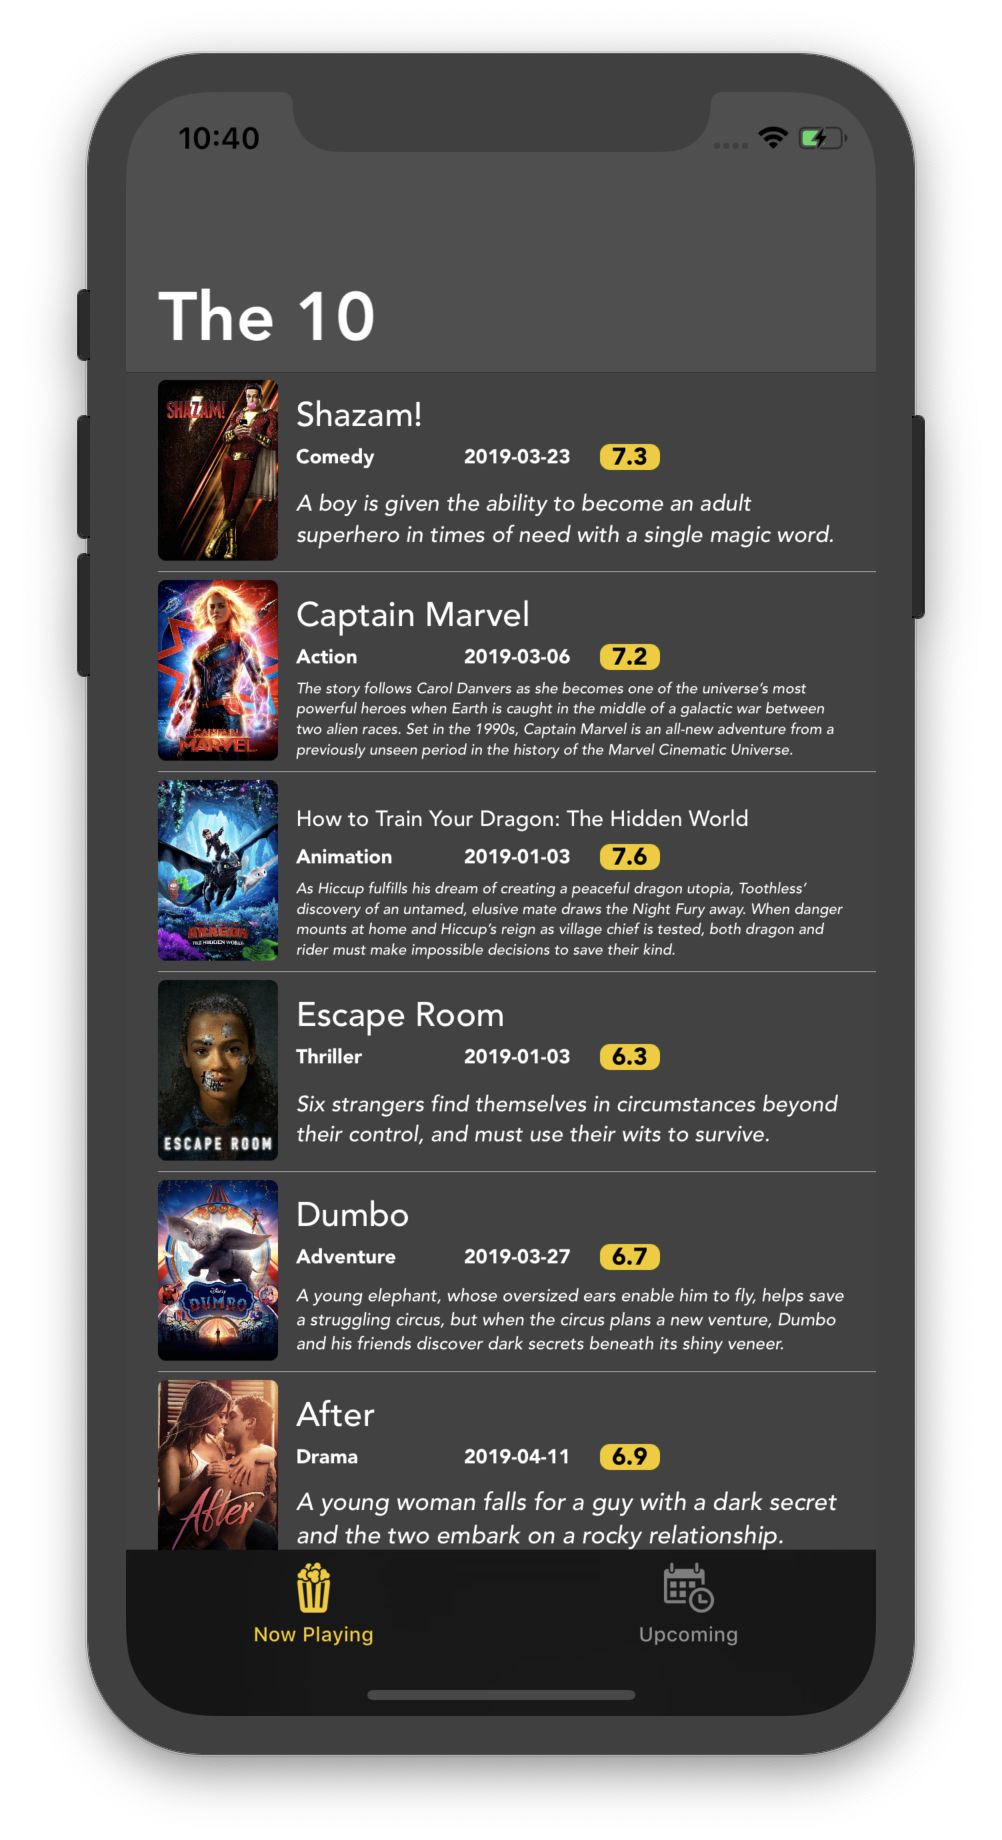 10:40
The 10
SHAZAM!
Shazam!
Comedy 2019-03-23 7.3
A boy is given the ability to become an adult
superhero in times of need with a single magic word.
CAPTAIN
MARVEL
Captain Marvel
Action 2019-03-06 7.2
The story follows Carol Danvers as she becomes one of the universe’s most
powerful heroes when Earth is caught in the middle of a galactic war between
two alien races. Set in the 1990s, Captain Marvel is an all-new adventure from a
previously unseen period in the history of the Marvel Cinematic Universe.
DRAGON
THE HIDDEN WORLD
How to Train Your Dragon: The Hidden World
Animation 2019-01-03 7.6
As Hiccup fulfills his dream of creating a peaceful dragon utopia, Toothless’
discovery of an untamed, elusive mate draws the Night Fury away. When danger
mounts at home and Hiccup’s reign as village chief is tested, both dragon and
rider must make impossible decisions to save their kind.
ESCAPE ROOM
Escape Room
Thriller 2019-01-03 6.3
Six strangers find themselves in circumstances beyond
their control, and must use their wits to survive.
Disney
DUMBO
Dumbo
Adventure 2019-03-27 6.7
A young elephant, whose oversized ears enable him to fly, helps save
a struggling circus, but when the circus plans a new venture, Dumbo
and his friends discover dark secrets beneath its shiny veneer.
After
After
Drama 2019-04-11 6.9
A young woman falls for a guy with a dark secret
and the two embark on a rocky relationship.
Now Playing Upcoming